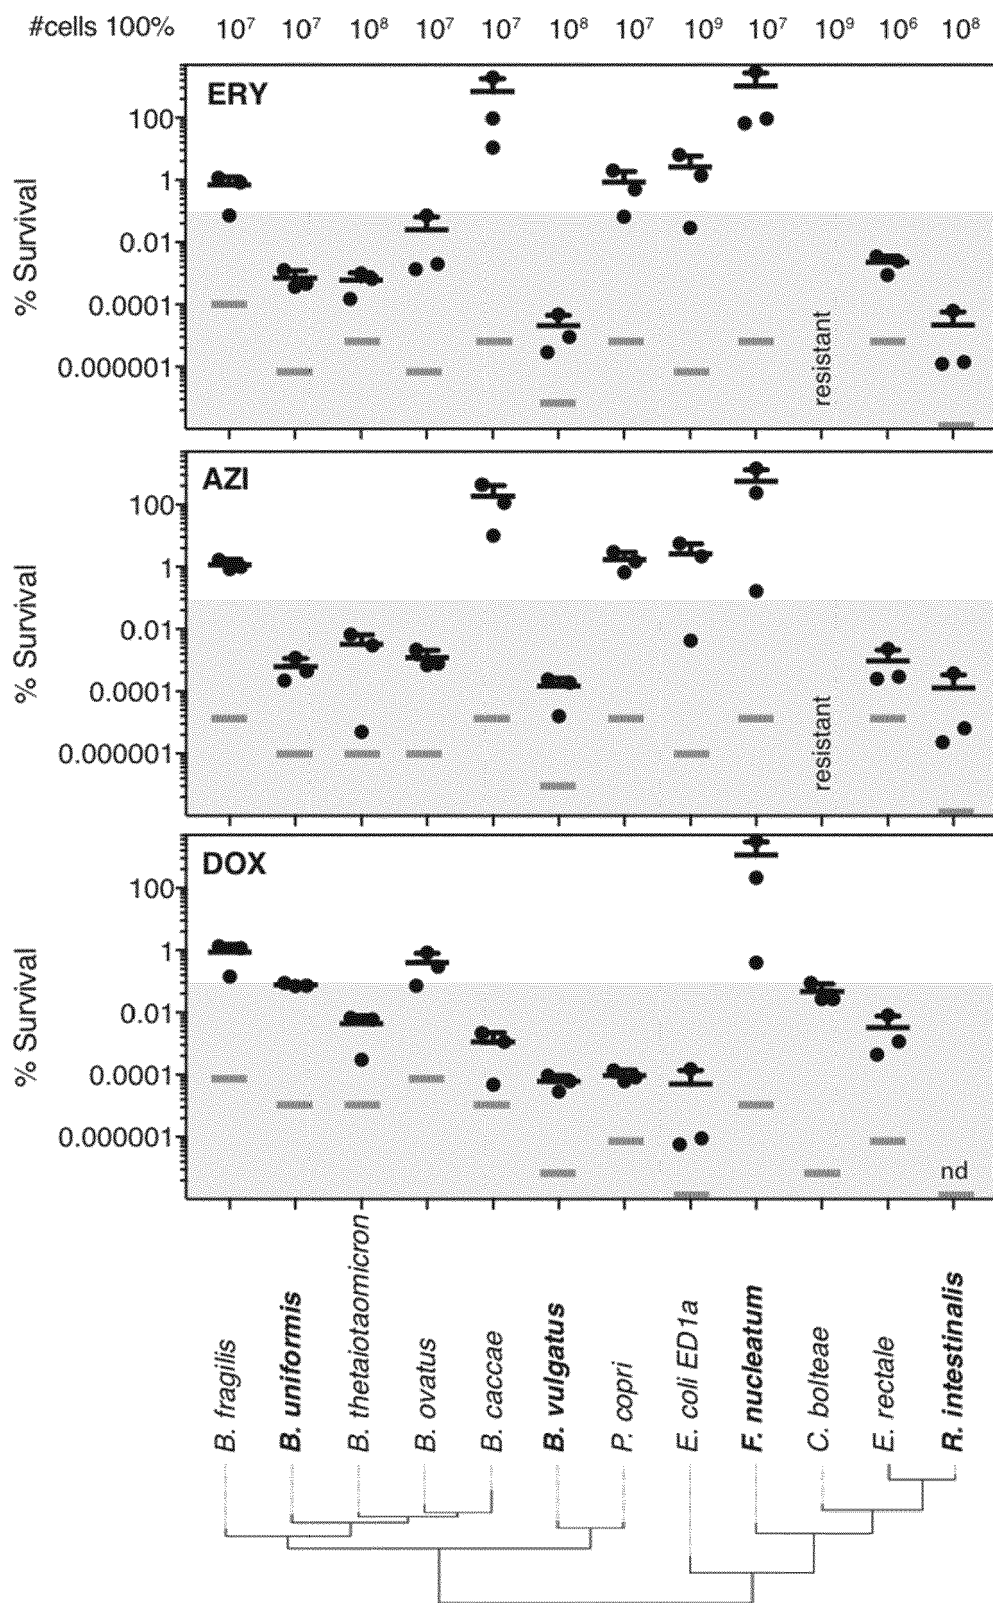 #cells 100% 10⁷ 10⁷ 10⁸ 10⁷ 10⁷ 10⁸ 10⁷ 10⁹ 10⁷ 10⁹ 10⁶ 10⁸
ERY
% Survival
100
1
0.01
0.0001
0.000001
resistant
AZI
% Survival
100
1
0.01
0.0001
0.000001
resistant
DOX
% Survival
100
1
0.01
0.0001
0.000001
nd
B. fragilis
B. uniformis
B. thetaiotaomicron
B. ovatus
B. caccae
B. vulgatus
P. copri
E. coli ED1a
F. nucleatum
C. bolteae
E. rectale
R. intestinalis